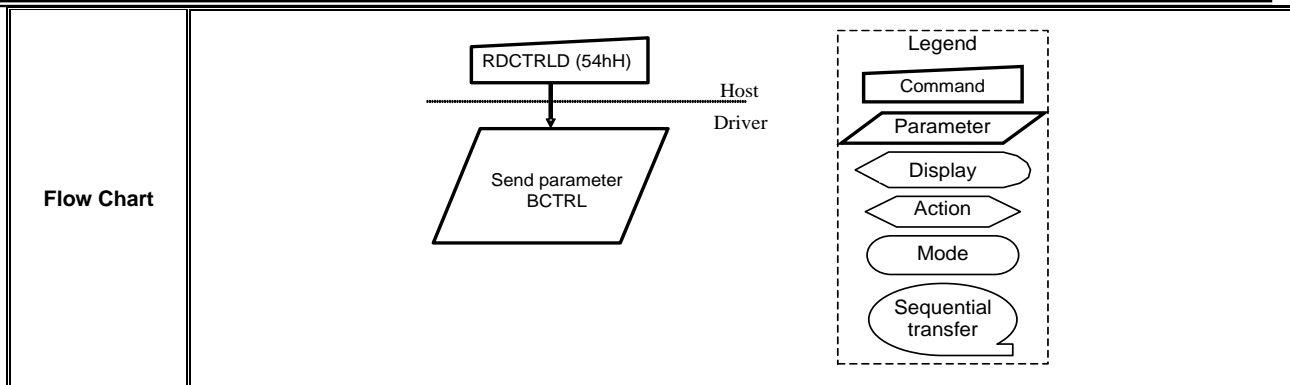 Flow Chart
RDCTRLD (54hH)
Host
Driver
Send parameter
BCTRL
Legend
Command
Parameter
Display
Action
Mode
Sequential
transfer